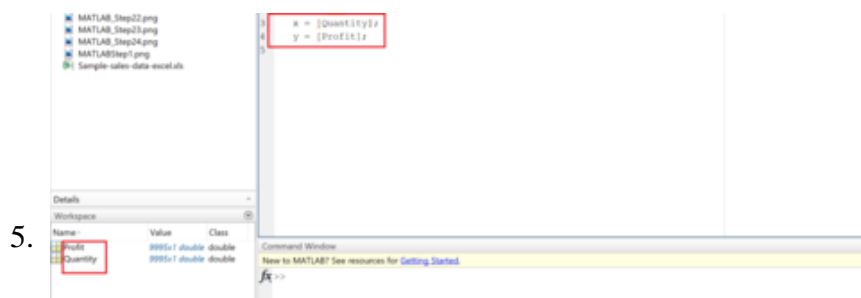 MATLAB_Step22.png
MATLAB_Step23.png
MATLAB_Step24.png
MATLABStep1.png
Sample-sales-data-excel.xls
3 x = [Quantity];
4 y = [Profit];
5
Details
Workspace
Name Value Class
Profit 9995x1 double double
Quantity 9995x1 double double
5.
Command Window
New to MATLAB? See resources for Getting Started.
fx >>